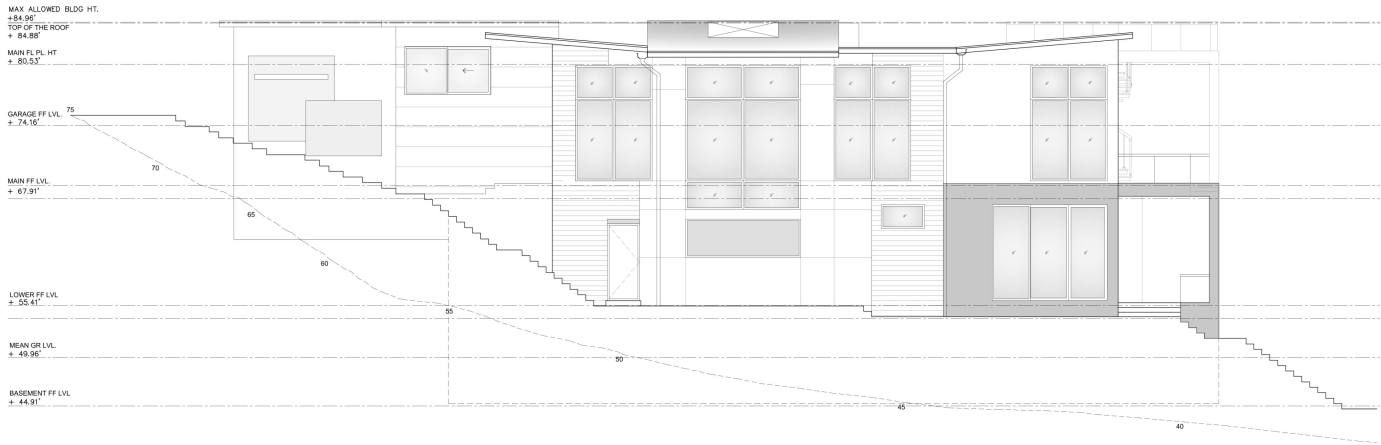 MAX ALLOWED BLDG HT.
+84.96'
TOP OF THE ROOF
+ 84.88'
MAIN FL PL. HT
+ 80.53'
GARAGE FF LVL.
+ 74.16'
75
70
MAIN FF LVL.
+ 67.91'
65
60
LOWER FF LVL
+ 55.41'
55
MEAN GR LVL.
+ 49.96'
50
BASEMENT FF LVL
+ 44.91'
45
40